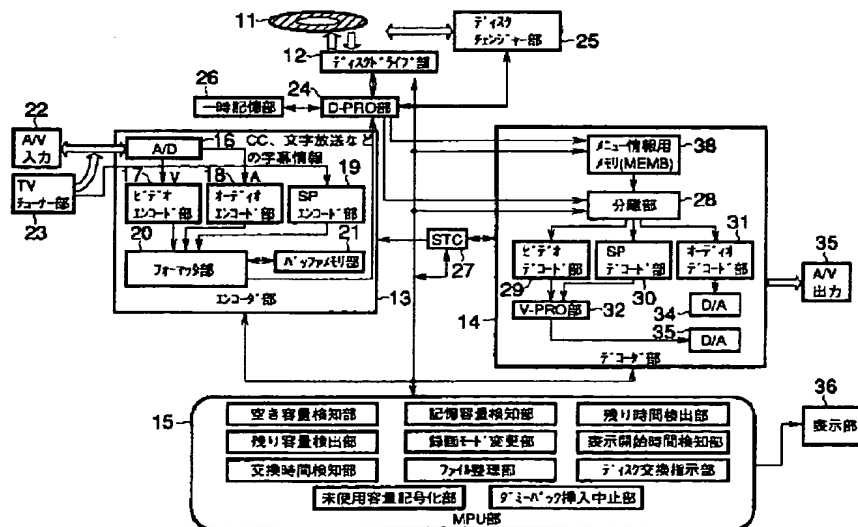 11
ディスク
チェンジャー部
25
12
ディスクドライブ部
26
一時記憶部
24
D-PRO部
22
A/V
入力
TV
チューナー部
23
16
A/D
CC、文字放送など
の字幕情報
17
V
ビデオ
エンコード部
18
A
オーディオ
エンコード部
19
SP
エンコード部
20
フォーマッタ部
21
バッファメモリ部
エンコーダ部
13
STC
27
メニュー情報用
メモリ(MEMB)
38
分離部
28
ビデオ
デコード部
29
SP
デコード部
30
オーディオ
デコード部
31
V-PRO部
32
34
D/A
35
D/A
14
デコーダ部
35
A/V
出力
15
空き容量検知部
記憶容量検知部
残り時間検出部
残り容量検出部
録画モード変更部
表示開始時間検知部
交換時間検知部
ファイル整理部
ディスク交換指示部
未使用容量記号化部
ダミーパック挿入中止部
MPU部
36
表示部